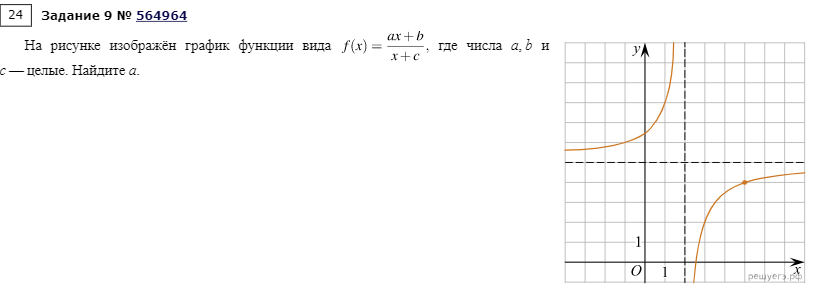 24 Задание 9 № 564964
На рисунке изображён график функции вида f(x) = \frac{ax+b}{x+c}, где числа a, b и
c — целые. Найдите a.
y
1
O 1 x
решуегэ.рф